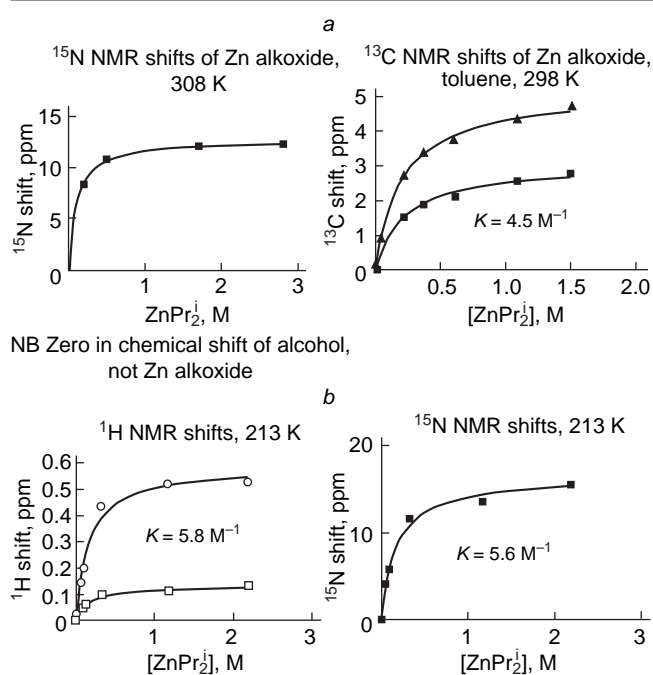 a
¹⁵N NMR shifts of Zn alkoxide,
308 K
¹⁵N shift, ppm
15
10
5
0
1
2
3
ZnPrⁱ₂, M
¹³C NMR shifts of Zn alkoxide,
toluene, 298 K
¹³C shift, ppm
5
4
3
2
1
0
K = 4.5 M⁻¹
0.5
1.0
1.5
2.0
[ZnPrⁱ₂], M
NB Zero in chemical shift of alcohol,
not Zn alkoxide
b
¹H NMR shifts, 213 K
¹H shift, ppm
0.6
0.5
0.4
0.3
0.2
0.1
0
K = 5.8 M⁻¹
1
2
3
[ZnPrⁱ₂], M
¹⁵N NMR shifts, 213 K
¹⁵N shift, ppm
20
10
0
K = 5.6 M⁻¹
1
2
3
[ZnPrⁱ₂], M